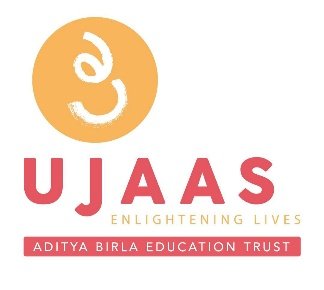 UJAAS
ENLIGHTENING LIVES
ADITYA BIRLA EDUCATION TRUST